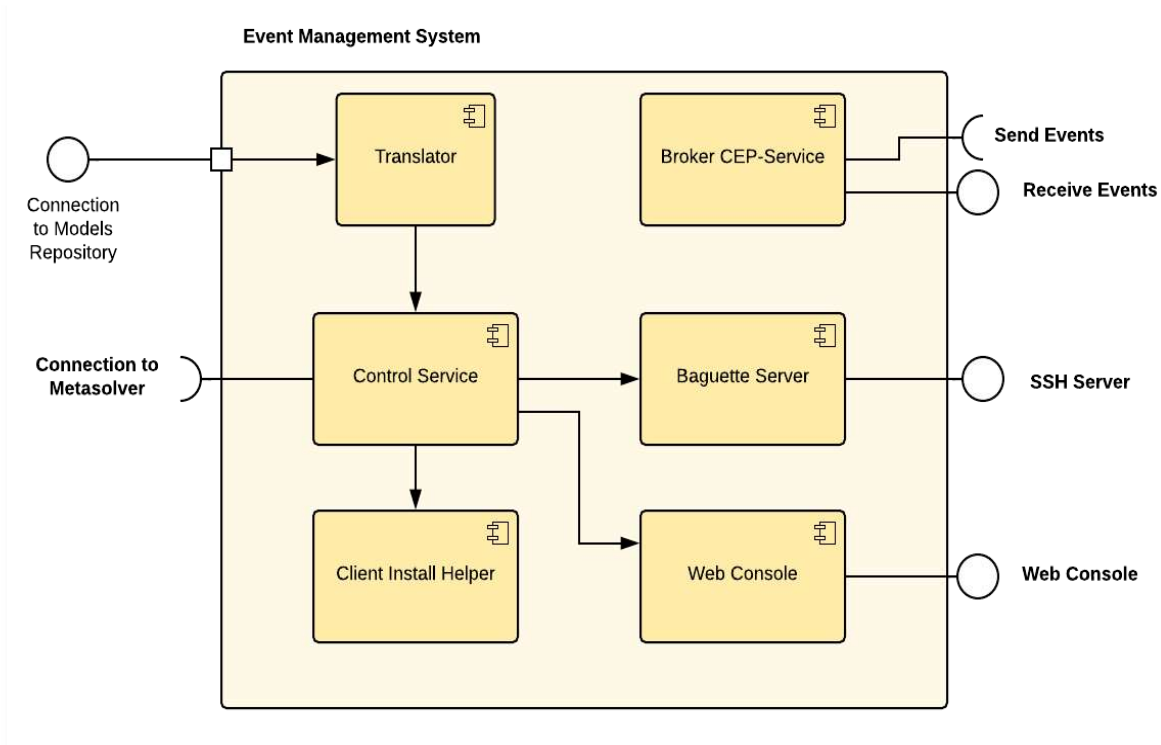 Event Management System
Translator
Broker CEP-Service
Send Events
Receive Events
Connection
to Models
Repository
Connection to
Metasolver
Control Service
Baguette Server
SSH Server
Client Install Helper
Web Console
Web Console